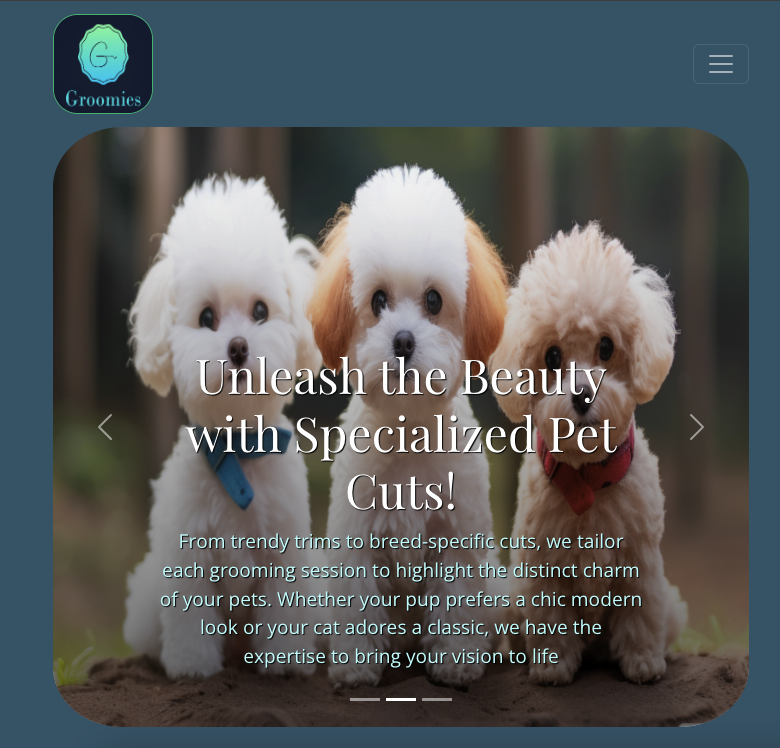 G
Groomies
Unleash the Beauty
with Specialized Pet
Cuts!
From trendy trims to breed-specific cuts, we tailor
each grooming session to highlight the distinct charm
of your pets. Whether your pup prefers a chic modern
look or your cat adores a classic, we have the
expertise to bring your vision to life